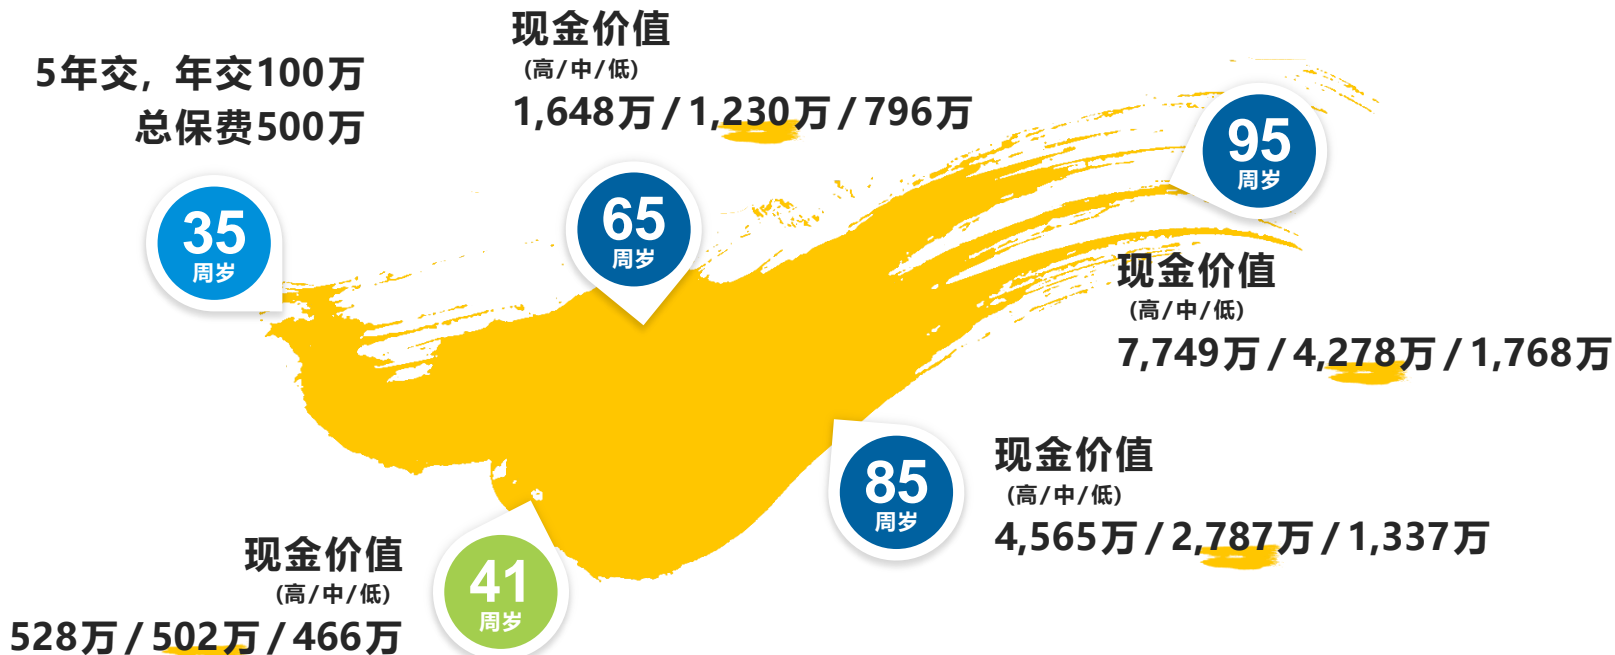 5年交，年交100万
总保费500万
35
周岁
现金价值
(高/中/低)
1,648万/1,230万/796万
65
周岁
95
周岁
现金价值
(高/中/低)
7,749万/4,278万/1,768万
85
周岁
现金价值
(高/中/低)
4,565万/2,787万/1,337万
现金价值
(高/中/低)
528万/502万/466万
41
周岁